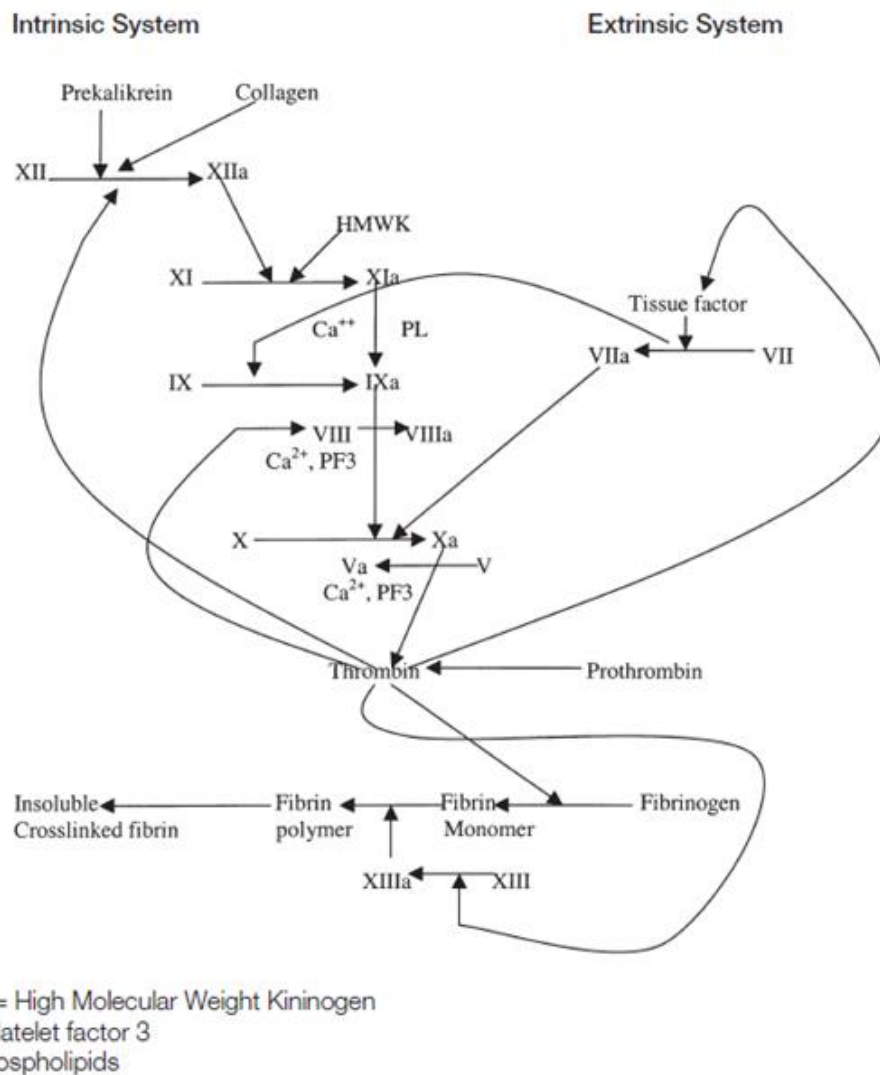 Intrinsic System
Extrinsic System
Prekalikrein
Collagen
XII
XIIa
HMWK
XI
XIa
Tissue factor
Ca⁺⁺
PL
VIIa
VII
IX
IXa
VIII
VIIIa
Ca²⁺, PF3
X
Xa
Va
V
Ca²⁺, PF3
Thrombin
Prothrombin
Insoluble
Crosslinked fibrin
Fibrin
polymer
Fibrin
Monomer
Fibrinogen
XIIIa
XIII
= High Molecular Weight Kininogen
latelet factor 3
ospholipids